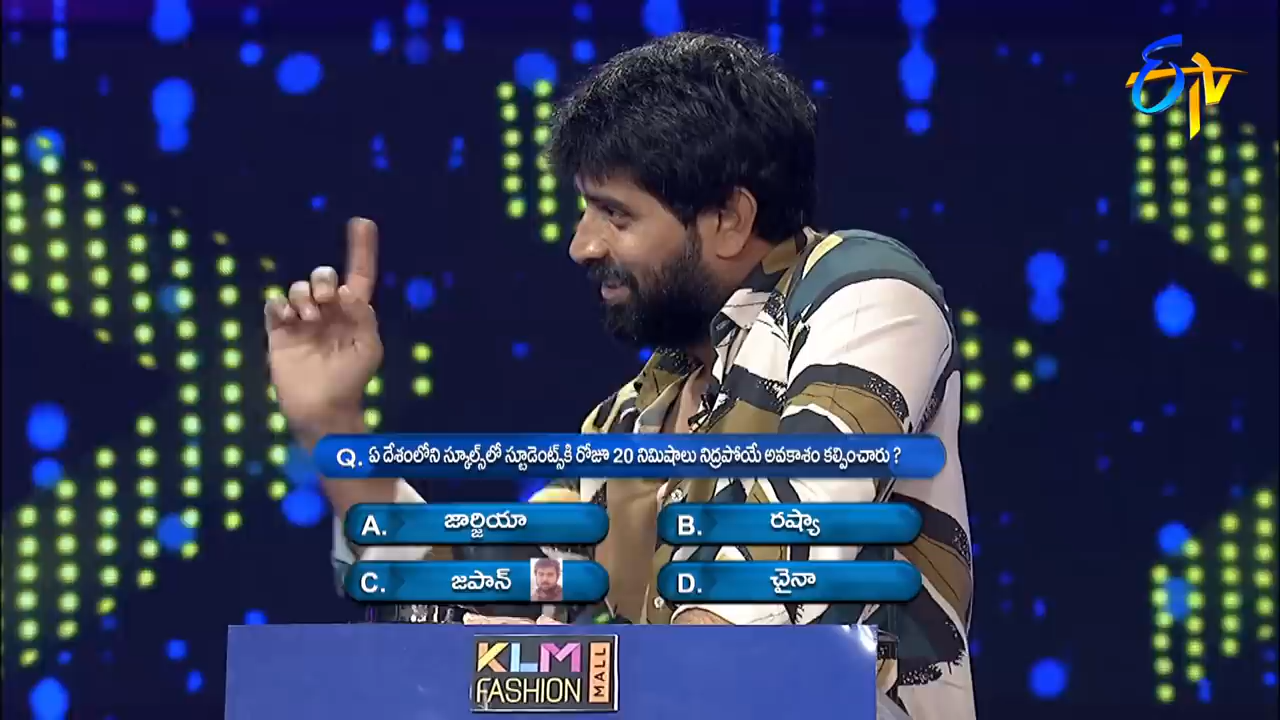 ETV
Q. ఏ దేశంలోని స్కూల్స్‌లో స్టూడెంట్స్‌కి రోజూ 20 నిమిషాలు నిద్రపోయే అవకాశం కల్పించారు ?
A. జార్జియా
B. రష్యా
C. జపాన్
D. చైనా
KLM
FASHION
MALL